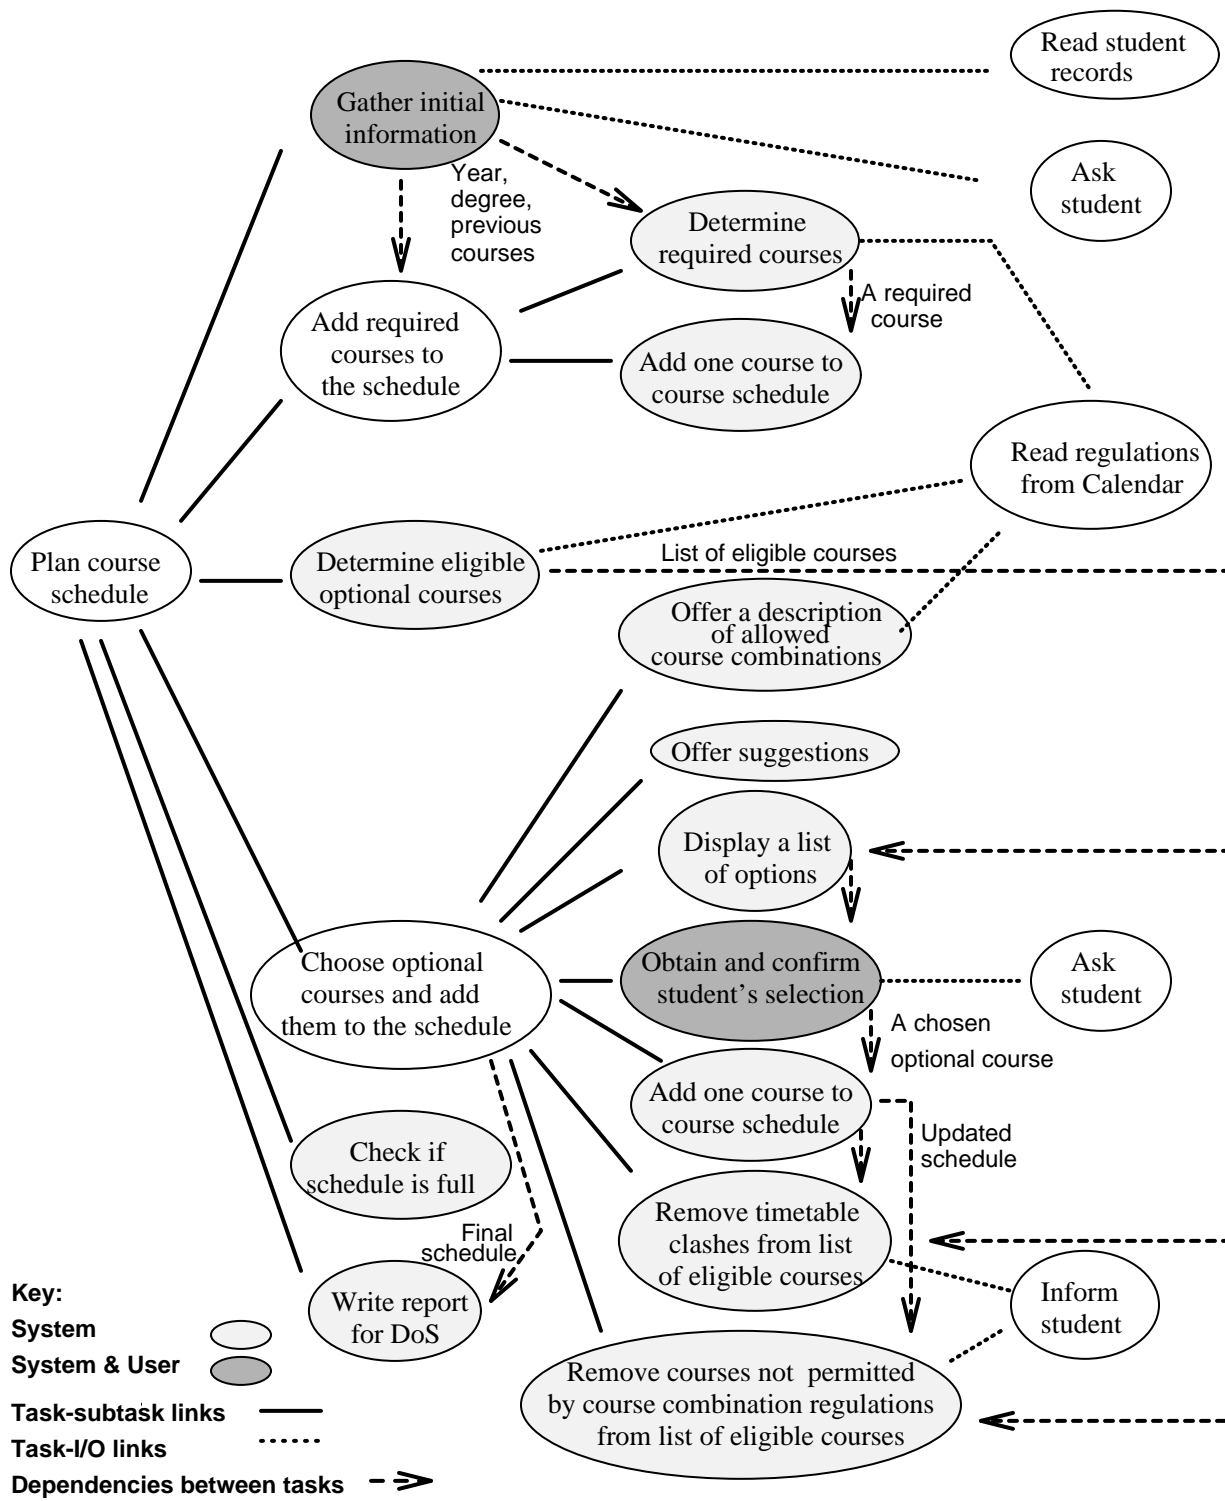 Read student
records
Gather initial
information
Ask
student
Year,
degree,
previous
courses
Determine
required courses
A required
course
Add required
courses to
the schedule
Add one course to
course schedule
Read regulations
from Calendar
Plan course
schedule
Determine eligible
optional courses
List of eligible courses
Offer a description
of allowed
course combinations
Offer suggestions
Display a list
of options
Choose optional
courses and add
them to the schedule
Obtain and confirm
student's selection
Ask
student
A chosen
optional course
Add one course to
course schedule
Updated
schedule
Check if
schedule is full
Remove timetable
clashes from list
of eligible courses
Final
schedule
Inform
student
Write report
for DoS
Remove courses not permitted
by course combination regulations
from list of eligible courses
Key:
System
System & User
Task-subtask links
Task-I/O links
Dependencies between tasks